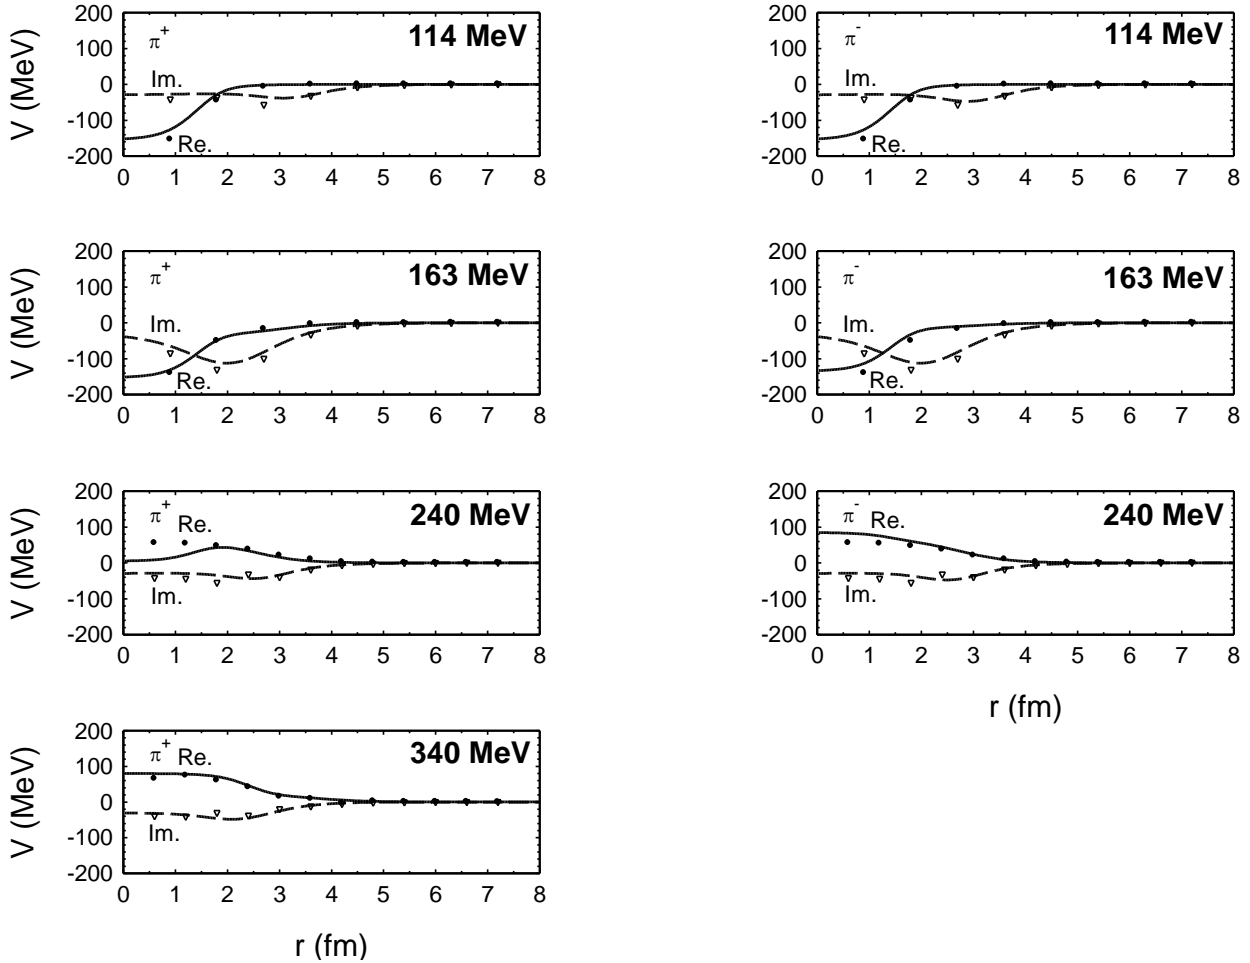 200
100
0
-100
-200
V (MeV)
π+
114 MeV
Im.
Re.
0 1 2 3 4 5 6 7 8
200
100
0
-100
-200
π-
114 MeV
Im.
Re.
0 1 2 3 4 5 6 7 8
200
100
0
-100
-200
V (MeV)
π+
163 MeV
Im.
Re.
0 1 2 3 4 5 6 7 8
200
100
0
-100
-200
π-
163 MeV
Im.
Re.
0 1 2 3 4 5 6 7 8
200
100
0
-100
-200
V (MeV)
π+ Re.
240 MeV
Im.
0 1 2 3 4 5 6 7 8
200
100
0
-100
-200
π- Re.
240 MeV
Im.
0 1 2 3 4 5 6 7 8
r (fm)
200
100
0
-100
-200
V (MeV)
π+ Re.
340 MeV
Im.
0 1 2 3 4 5 6 7 8
r (fm)